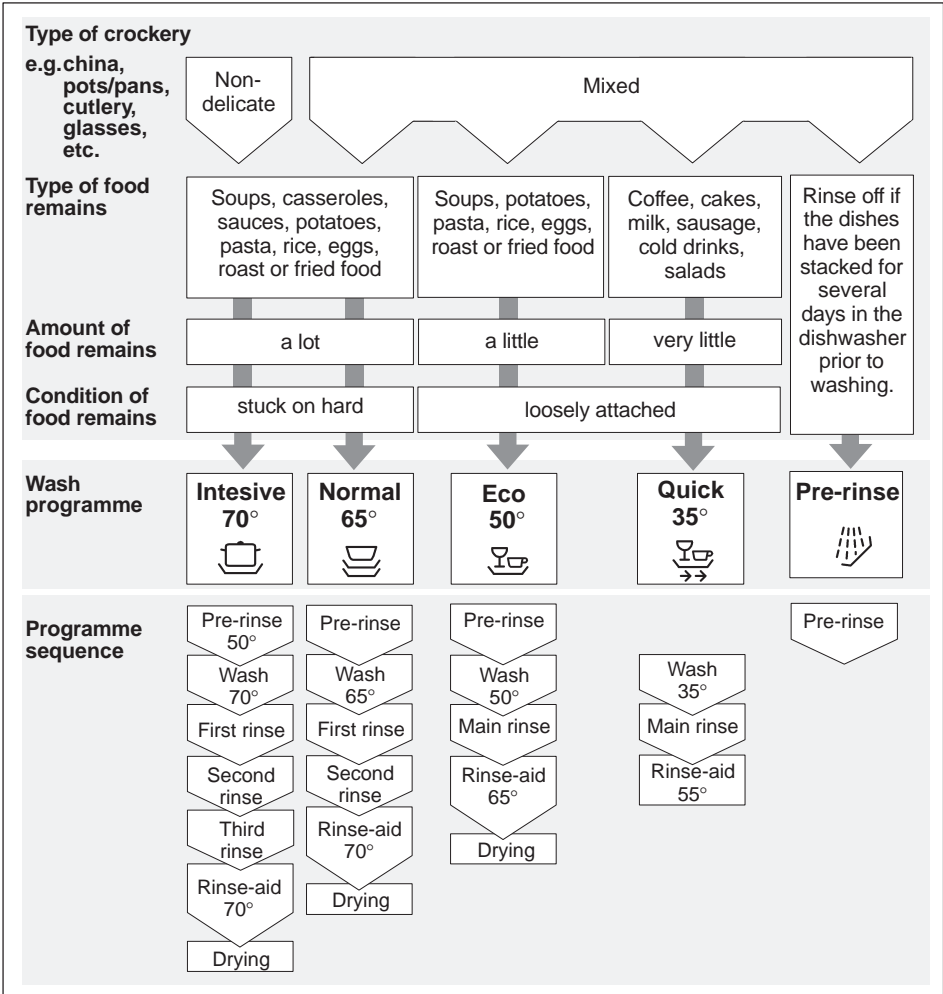 Type of crockery
e.g. china,
pots/pans,
cutlery,
glasses,
etc.
Non-
delicate
Mixed
Type of food
remains
Soups, casseroles,
sauces, potatoes,
pasta, rice, eggs,
roast or fried food
Soups, potatoes,
pasta, rice, eggs,
roast or fried food
Coffee, cakes,
milk, sausage,
cold drinks,
salads
Rinse off if
the dishes
have been
stacked for
several
days in the
dishwasher
prior to
washing.
Amount of
food remains
a lot
a little
very little
Condition of
food remains
stuck on hard
loosely attached
Wash
programme
Intesive
70°
Normal
65°
Eco
50°
Quick
35°
Pre-rinse
Programme
sequence
Pre-rinse
50°
Wash
70°
First rinse
Second
rinse
Third
rinse
Rinse-aid
70°
Drying
Pre-rinse
Wash
65°
First rinse
Second
rinse
Rinse-aid
70°
Drying
Pre-rinse
Wash
50°
Main rinse
Rinse-aid
65°
Drying
Wash
35°
Main rinse
Rinse-aid
55°
Pre-rinse